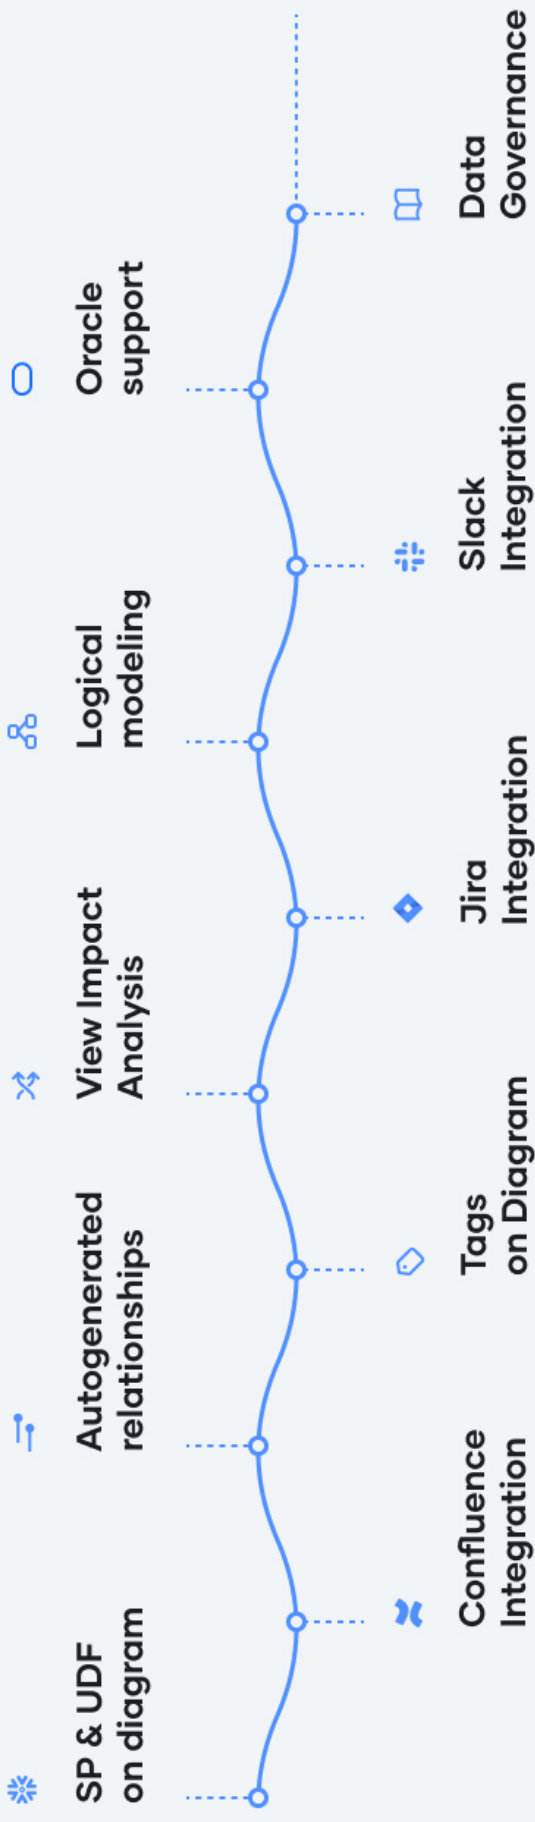 SP & UDF
on diagram
Autogenerated
relationships
View Impact
Analysis
Logical
modeling
Oracle
support
Confluence
Integration
Tags
on Diagram
Jira
Integration
Slack
Integration
Data
Governance